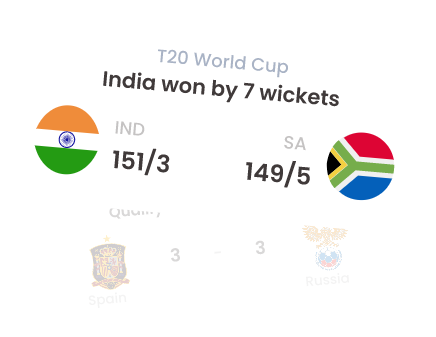 T20 World Cup
India won by 7 wickets
IND
SA
151/3
149/5
3 - 3
Spain
Russia